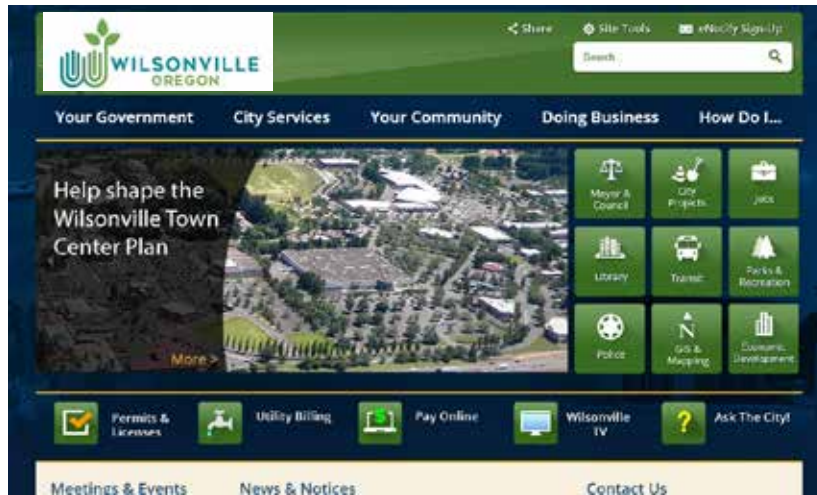 WILSONVILLE
OREGON
Share
Site Tools
eNotify Sign-Up
Search
Your Government
City Services
Your Community
Doing Business
How Do I...
Help shape the
Wilsonville Town
Center Plan
More >
Mayor &
Council
City
Projects
Jobs
Library
Transit
Parks &
Recreation
Police
N
GIS &
Mapping
Economic
Development
Permits &
Licenses
Utility Billing
Pay Online
Wilsonville
TV
Ask The City!
Meetings & Events
News & Notices
Contact Us